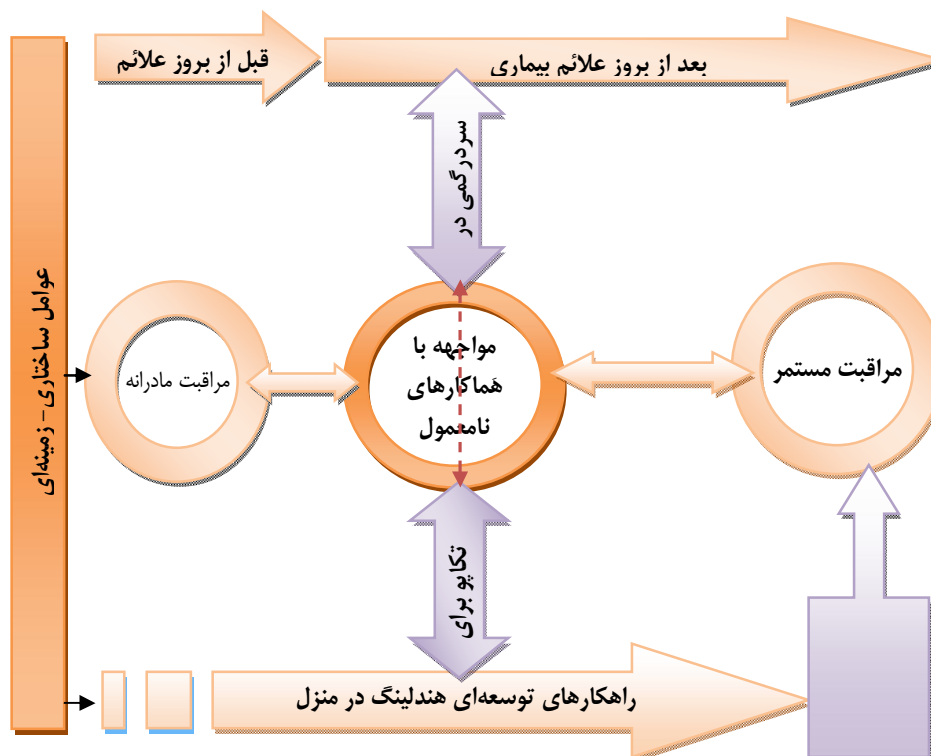 قبل از بروز علائم
بعد از بروز علائم بیماری
سردرگمی در
عوامل ساختاری- زمینه‌ای
مراقبت مادرانه
مواجهه با
هَماکارهای
نامعمول
مراقبت مستمر
تکاپو برای
راهکارهای توسعه‌ای هندلینگ در منزل